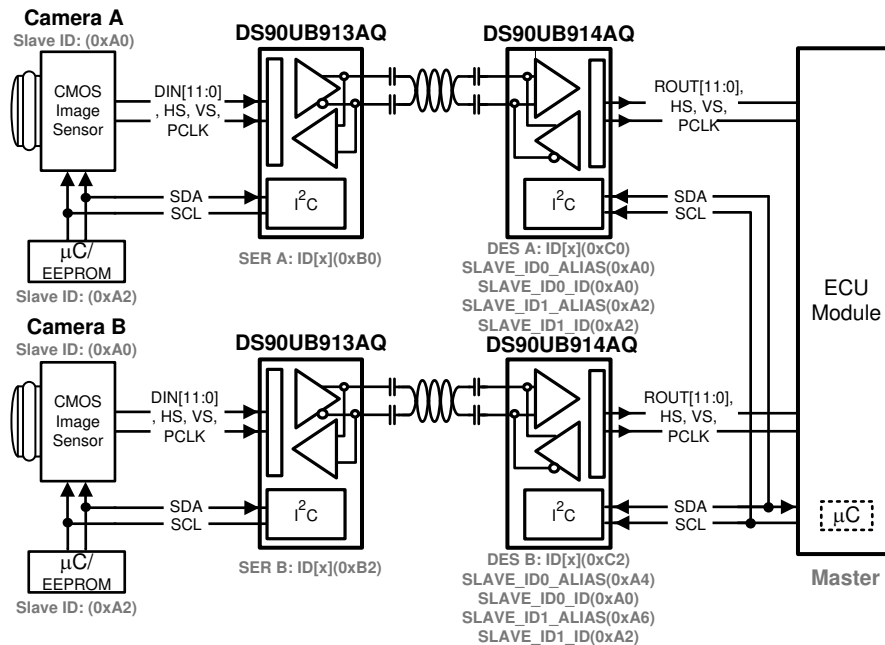 Camera A
Slave ID: (0xA0)
DS90UB913AQ
DS90UB914AQ
CMOS
Image
Sensor
DIN[11:0]
, HS, VS,
PCLK
ROUT[11:0],
HS, VS,
PCLK
SDA
SCL
I2C
I2C
SDA
SCL
µC/
EEPROM
Slave ID: (0xA2)
SER A: ID[x](0xB0)
DES A: ID[x](0xC0)
SLAVE_ID0_ALIAS(0xA0)
SLAVE_ID0_ID(0xA0)
SLAVE_ID1_ALIAS(0xA2)
SLAVE_ID1_ID(0xA2)
ECU
Module
Camera B
Slave ID: (0xA0)
DS90UB913AQ
DS90UB914AQ
CMOS
Image
Sensor
DIN[11:0]
, HS, VS,
PCLK
ROUT[11:0],
HS, VS,
PCLK
SDA
SCL
I2C
I2C
SDA
SCL
µC
µC/
EEPROM
Slave ID: (0xA2)
SER B: ID[x](0xB2)
DES B: ID[x](0xC2)
SLAVE_ID0_ALIAS(0xA4)
SLAVE_ID0_ID(0xA0)
SLAVE_ID1_ALIAS(0xA6)
SLAVE_ID1_ID(0xA2)
Master